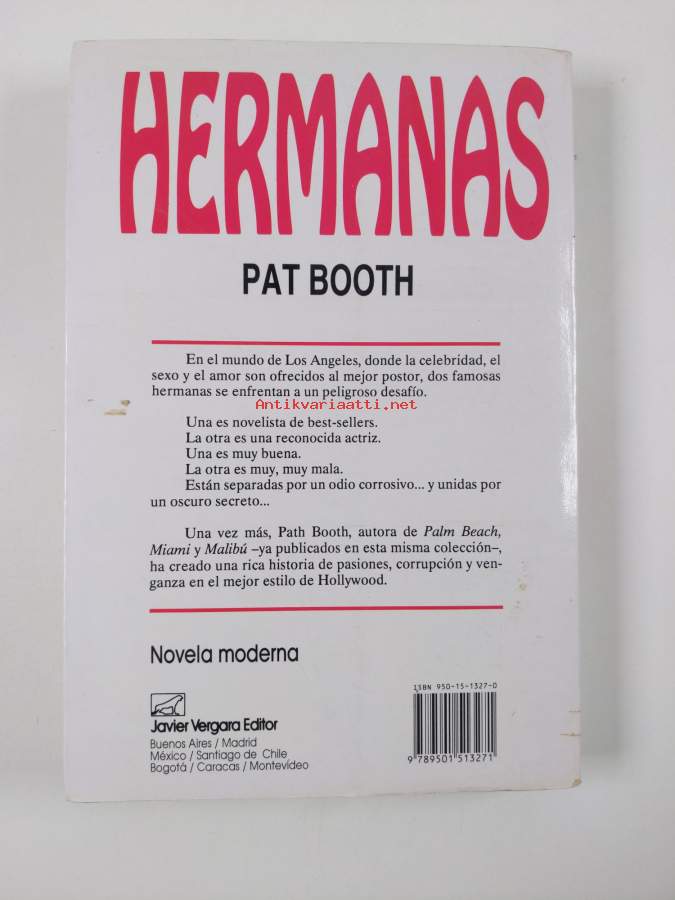 HERMANAS
PAT BOOTH
En el mundo de Los Angeles, donde la celebridad, el
sexo y el amor son ofrecidos al mejor postor, dos famosas
hermanas se enfrentan a un peligroso desafío.
Antikvariaatti.net
Una es novelista de best-sellers.
La otra es una reconocida actriz.
Una es muy buena.
La otra es muy, muy mala.
Están separadas por un odio corrosivo... y unidas por
un oscuro secreto...
Una vez más, Path Booth, autora de Palm Beach,
Miami y Malibú –ya publicados en esta misma colección–,
ha creado una rica historia de pasiones, corrupción y ven-
ganza en el mejor estilo de Hollywood.
Novela moderna
Javier Vergara Editor
Buenos Aires / Madrid
México / Santiago de Chile
Bogotá / Caracas / Montevideo
ISBN 950-15-1327-0
9 789501 513271